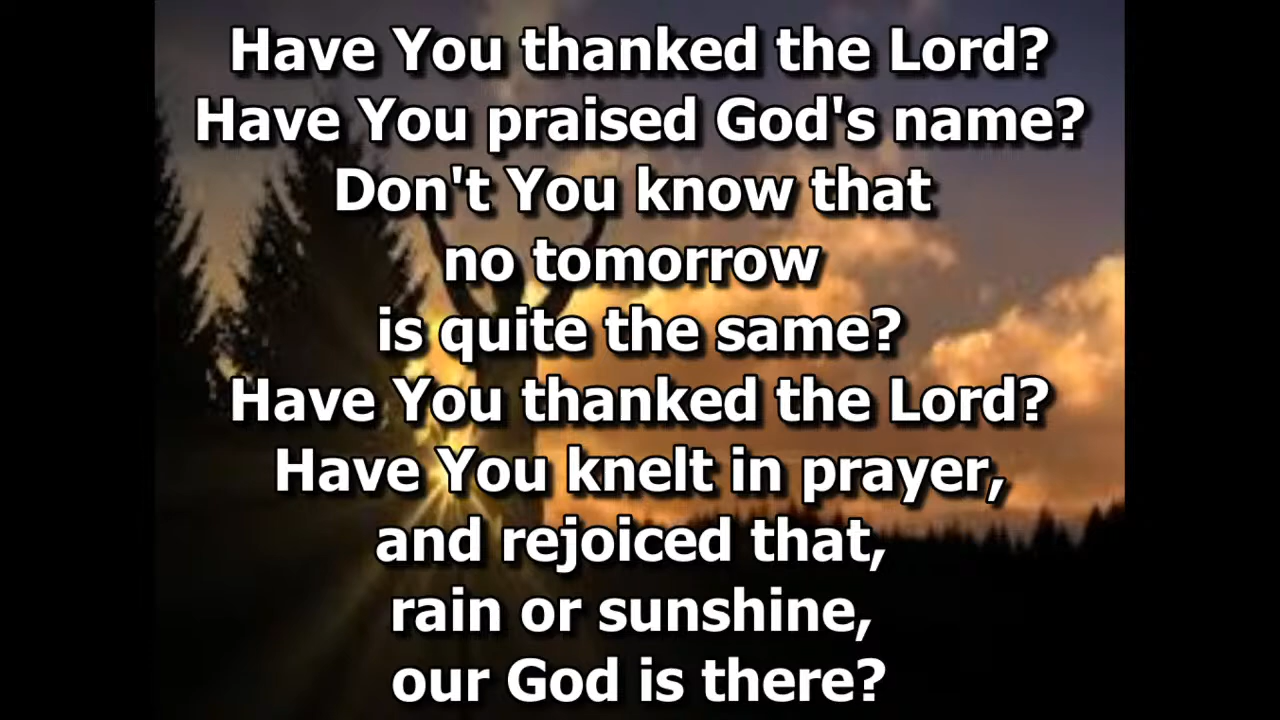 Have You thanked the Lord?
Have You praised God's name?
Don't You know that
no tomorrow
is quite the same?
Have You thanked the Lord?
Have You knelt in prayer,
and rejoiced that,
rain or sunshine,
our God is there?